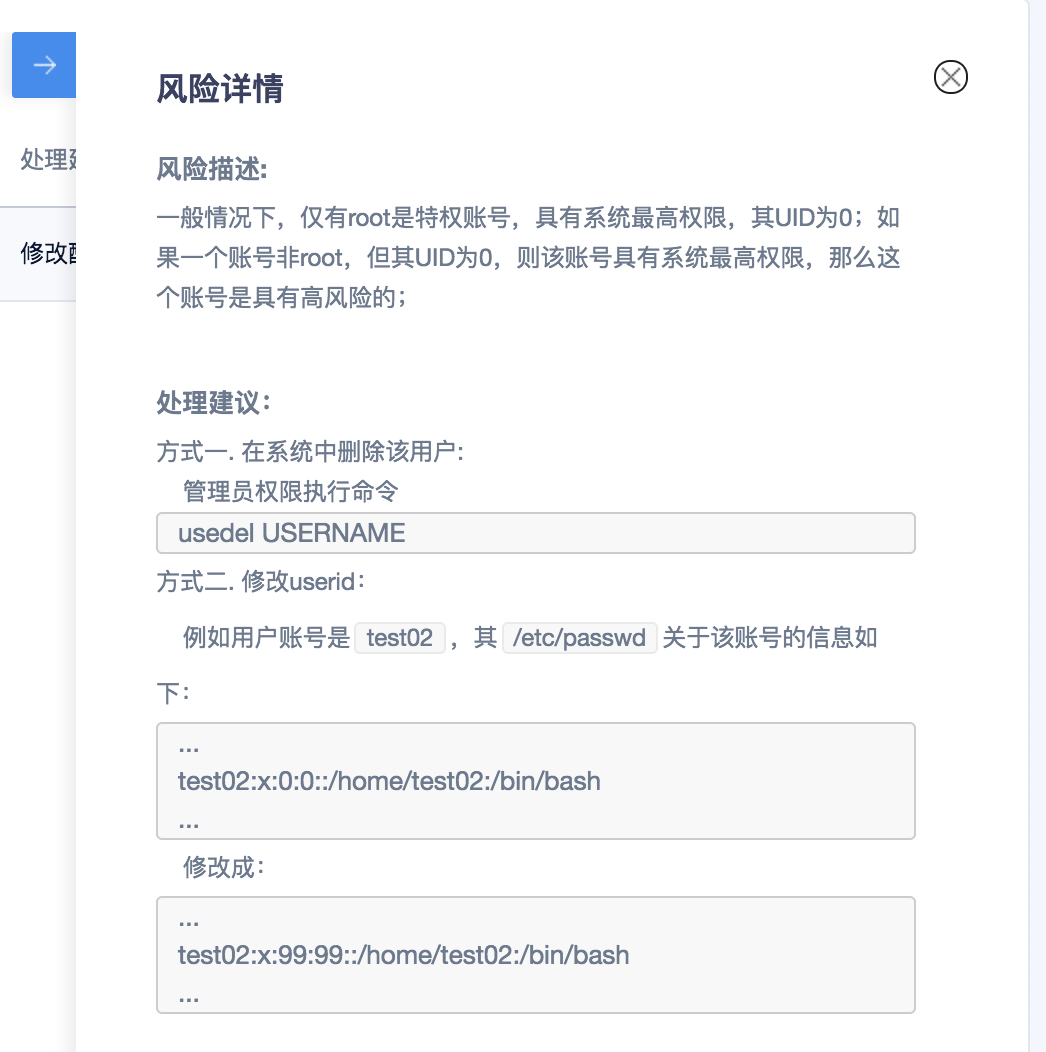 风险详情
处理建
修改配
风险描述:
一般情况下，仅有root是特权账号，具有系统最高权限，其UID为0；如
果一个账号非root，但其UID为0，则该账号具有系统最高权限，那么这
个账号是具有高风险的；
处理建议：
方式一. 在系统中删除该用户:
管理员权限执行命令
usedel USERNAME
方式二. 修改userid：
例如用户账号是 test02 ，其 /etc/passwd 关于该账号的信息如
下：
...
test02:x:0:0::/home/test02:/bin/bash
...
修改成：
...
test02:x:99:99::/home/test02:/bin/bash
...